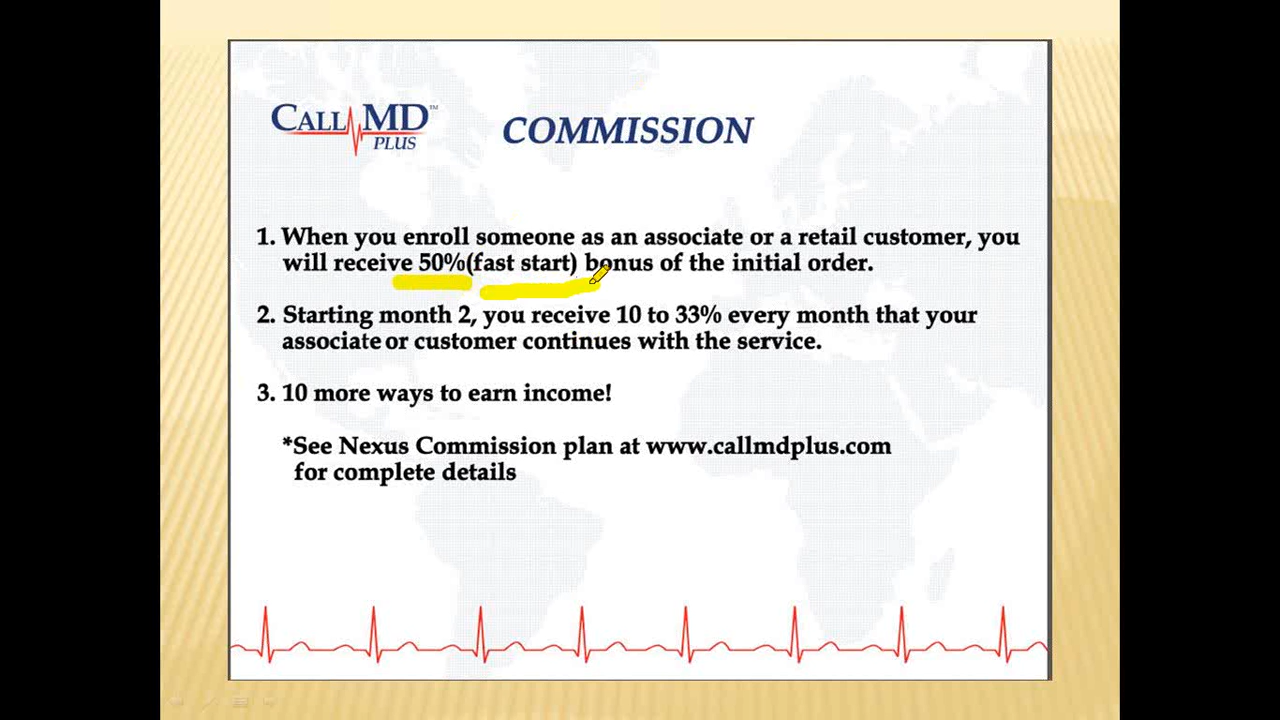 CALL MD™
PLUS
COMMISSION
1. When you enroll someone as an associate or a retail customer, you
will receive 50%(fast start) bonus of the initial order.
2. Starting month 2, you receive 10 to 33% every month that your
associate or customer continues with the service.
3. 10 more ways to earn income!
*See Nexus Commission plan at www.callmdplus.com
for complete details